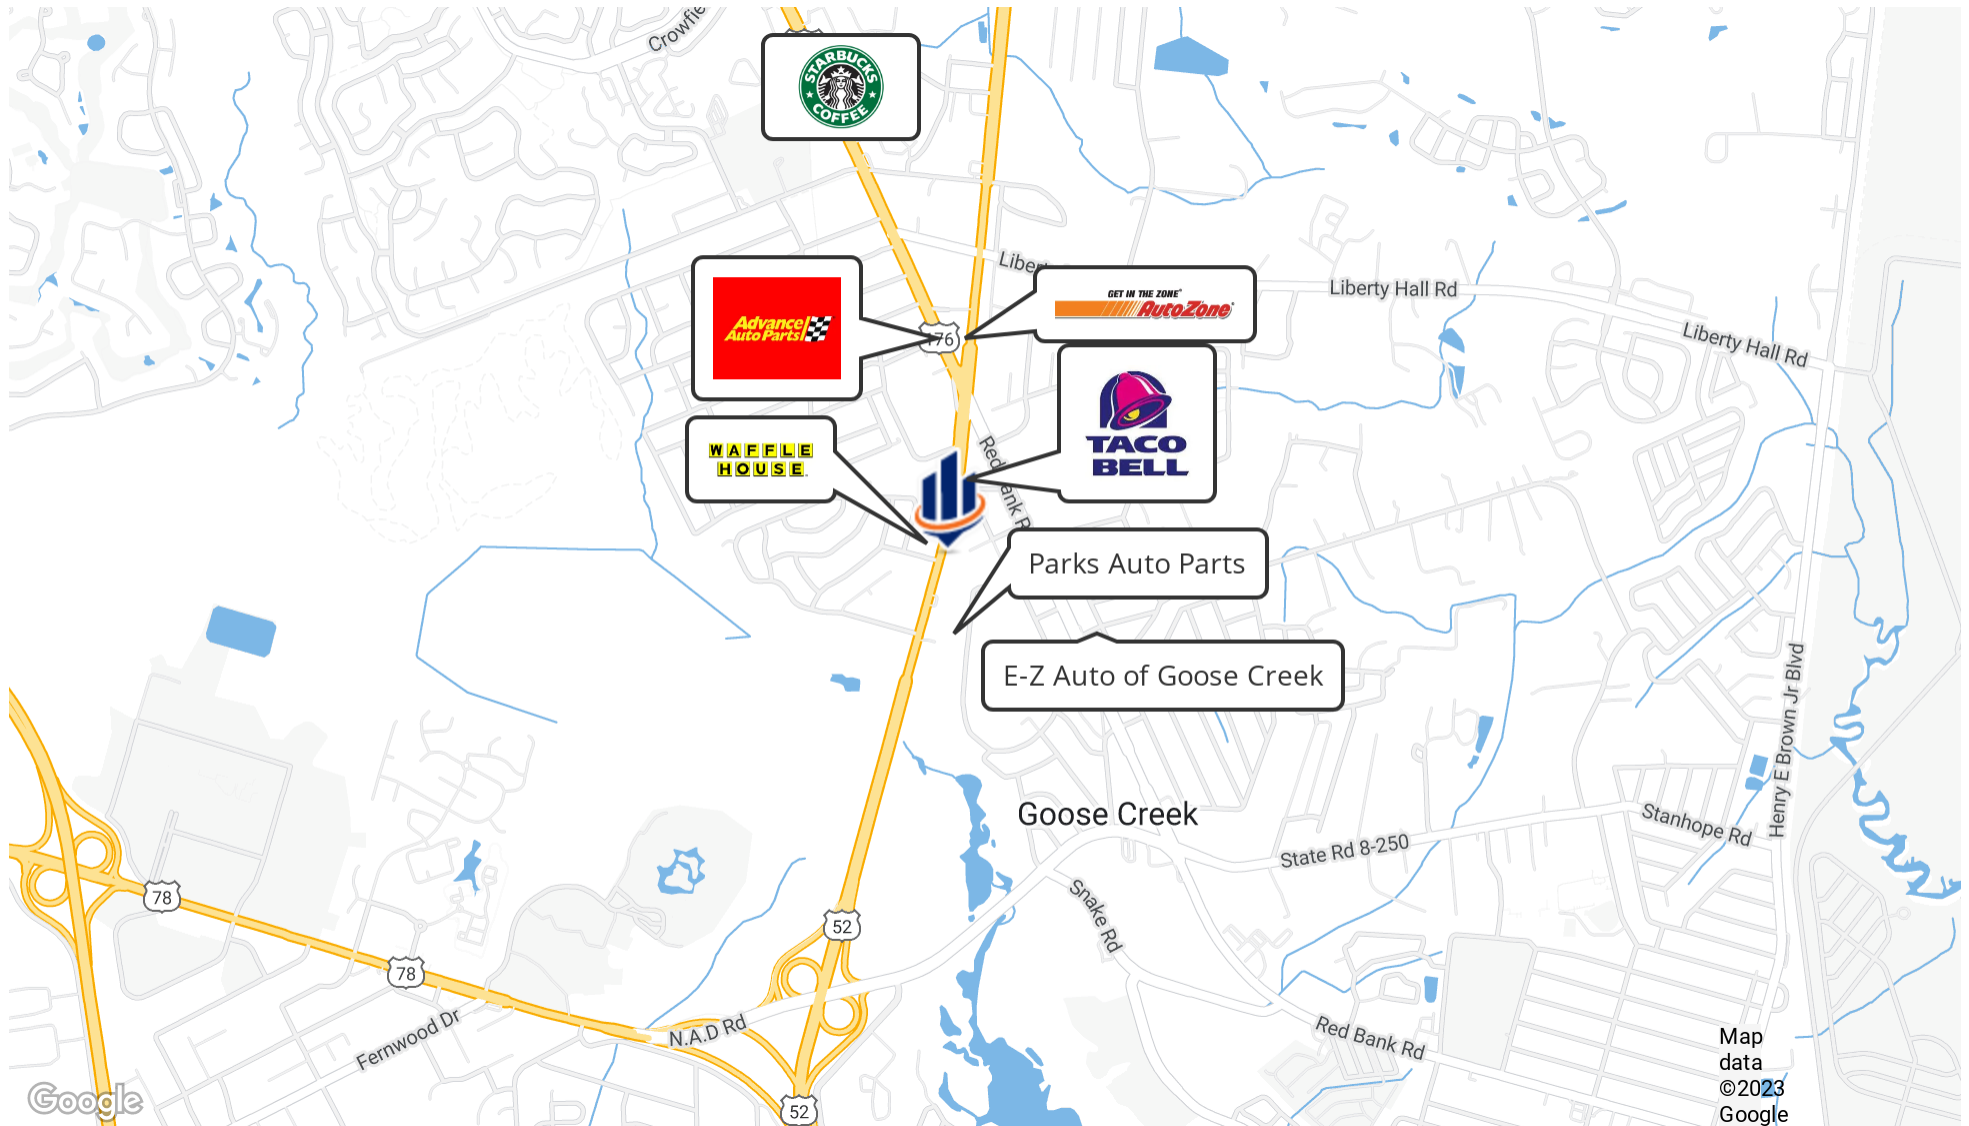 Crowfie
STARBUCKS
COFFEE
Liber
GET IN THE ZONE
AutoZone
Liberty Hall Rd
Advance
Auto Parts
176
Liberty Hall Rd
TACO
BELL
WAFFLE
HOUSE
Red Bank R
Parks Auto Parts
E-Z Auto of Goose Creek
Henry E Brown Jr Blvd
Goose Creek
Stanhope Rd
State Rd 8-250
78
Snake Rd
52
78
Fernwood Dr
N.A.D Rd
Red Bank Rd
Map
data
©2023
Google
Google
52